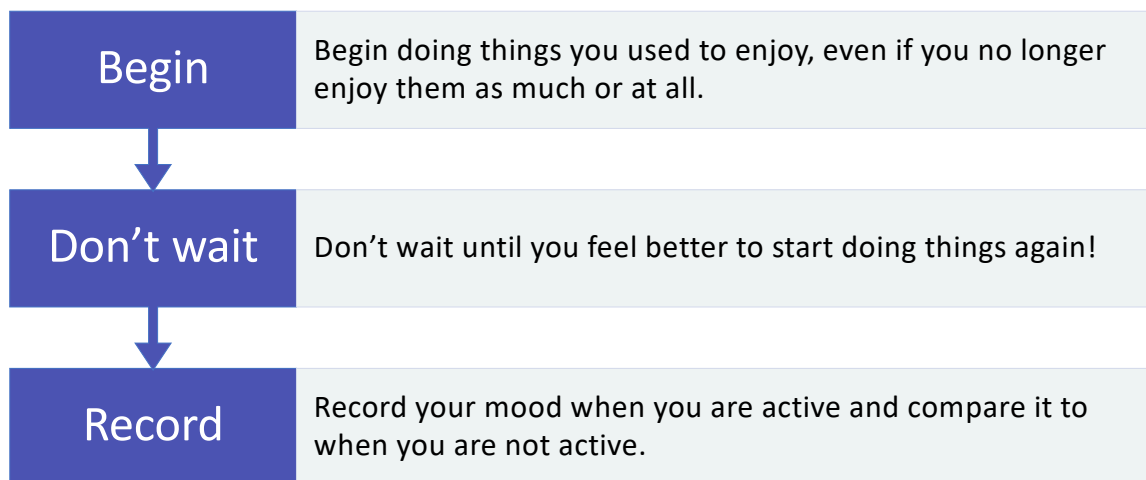 Begin
Begin doing things you used to enjoy, even if you no longer
enjoy them as much or at all.
Don’t wait
Don’t wait until you feel better to start doing things again!
Record
Record your mood when you are active and compare it to
when you are not active.